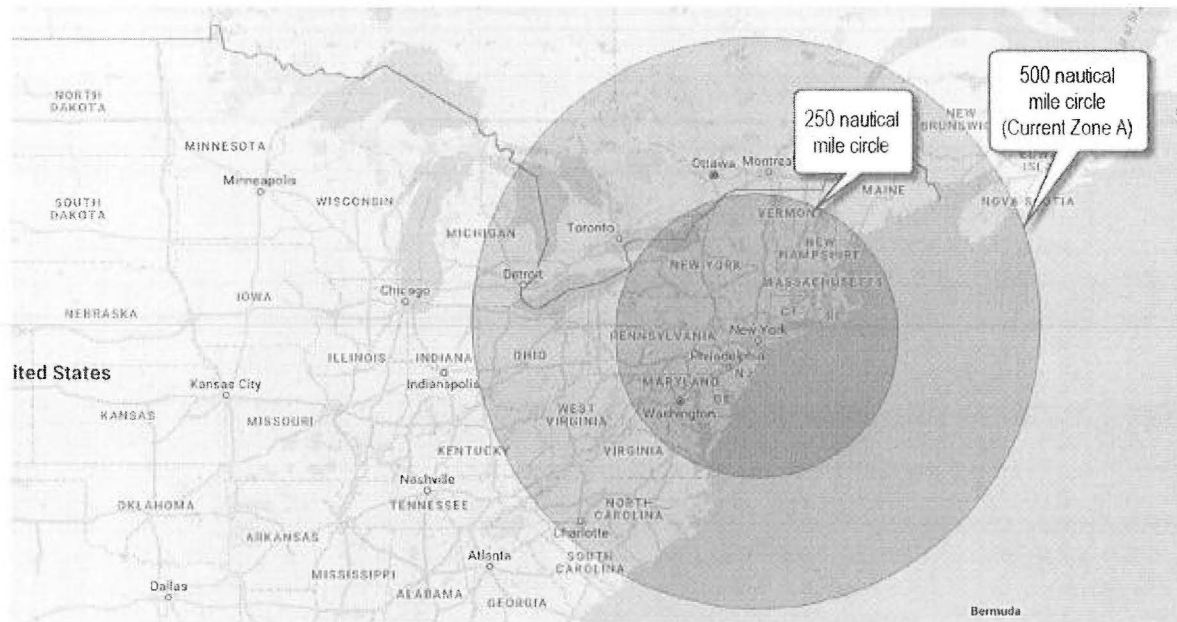 500 nautical
mile circle
(Current Zone A)
250 nautical
mile circle
NORTH
DAKOTA
MINNESOTA
Minneapolis
SOUTH
DAKOTA
WISCONSIN
MICHIGAN
Ottawa
Montrea
NEW
BRUNSWIC
MAINE
NOVA SCOTIA
VERMONT
Toronto
NEW YORK
NEW
HAMPSHIRE
MASSACHUSETTS
Detroit
Chicago
IOWA
NEBRASKA
CT
RI
PENNSYLVANIA
New York
ILLINOIS
INDIANA
Indianapolis
OHIO
Philadelphia
NJ
MARYLAND
DE
Washington
ited States
Kansas City
KANSAS
MISSOURI
WEST
VIRGINIA
KENTUCKY
VIRGINIA
Nashville
TENNESSEE
NORTH
CAROLINA
Charlotte
OKLAHOMA
ARKANSAS
Atlanta
SOUTH
CAROLINA
MISSISSIPPI
ALABAMA
GEORGIA
Dallas
Bermuda